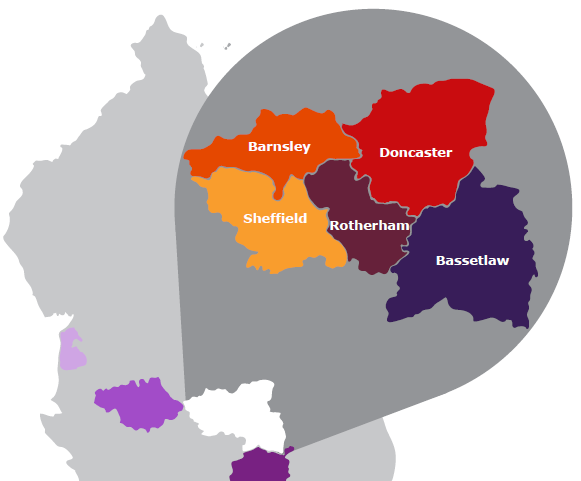 Barnsley
Doncaster
Sheffield
Rotherham
Bassetlaw